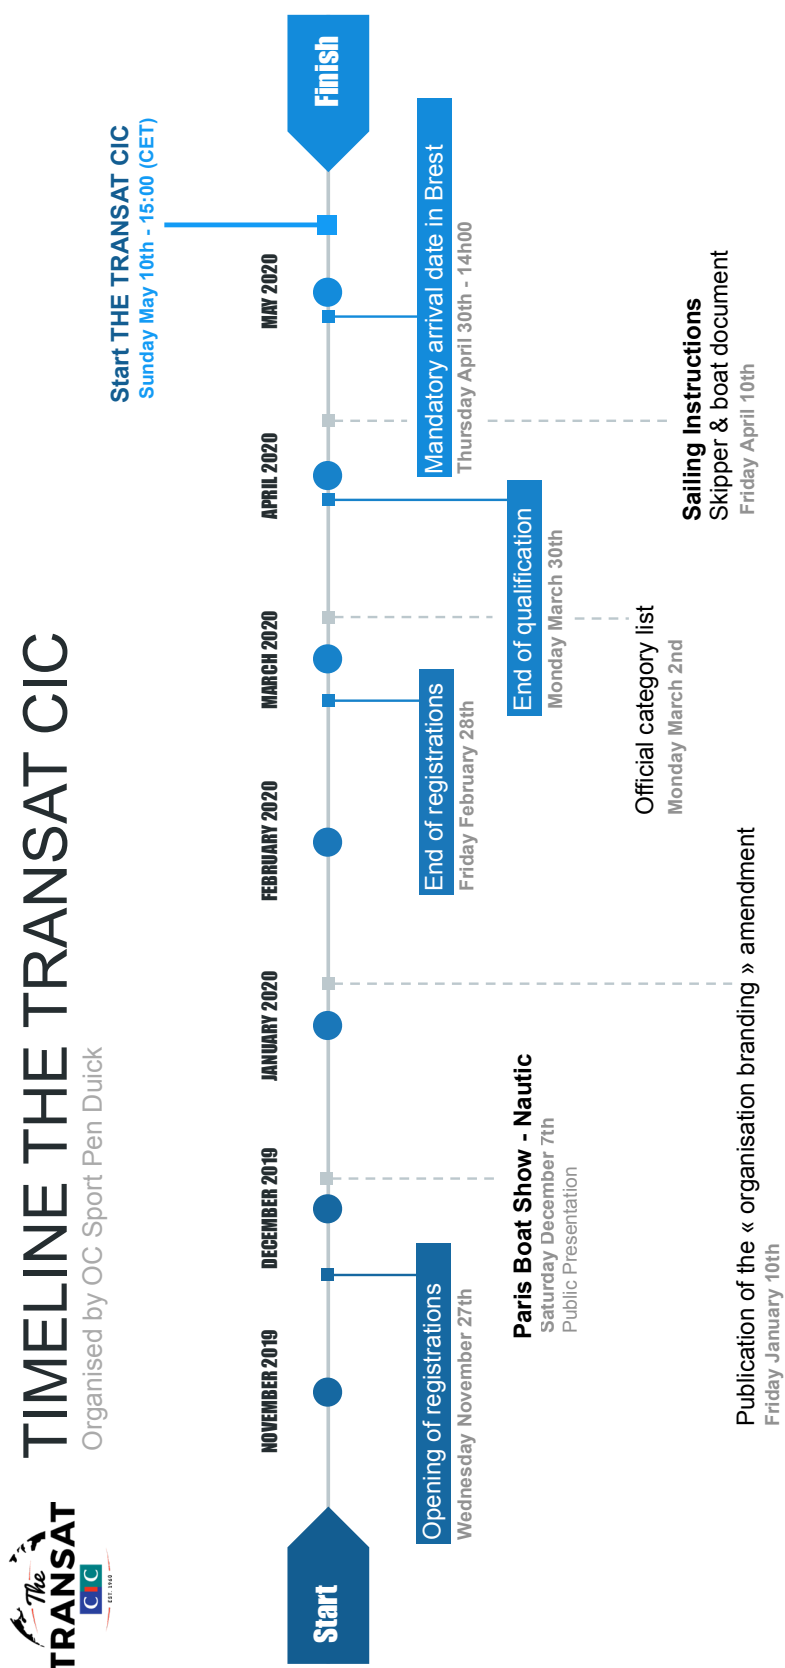 The
TRANSAT
CIC
EST. 1960
TIMELINE THE TRANSAT CIC
Organised by OC Sport Pen Duick
Start THE TRANSAT CIC
Sunday May 10th - 15:00 (CET)
NOVEMBER 2019
DECEMBER 2019
JANUARY 2020
FEBRUARY 2020
MARCH 2020
APRIL 2020
MAY 2020
Start
Finish
Opening of registrations
Wednesday November 27th
End of registrations
Friday February 28th
Mandatory arrival date in Brest
Thursday April 30th - 14h00
Paris Boat Show - Nautic
Saturday December 7th
Public Presentation
End of qualification
Monday March 30th
Official category list
Monday March 2nd
Sailing Instructions
Skipper & boat document
Friday April 10th
Publication of the « organisation branding » amendment
Friday January 10th